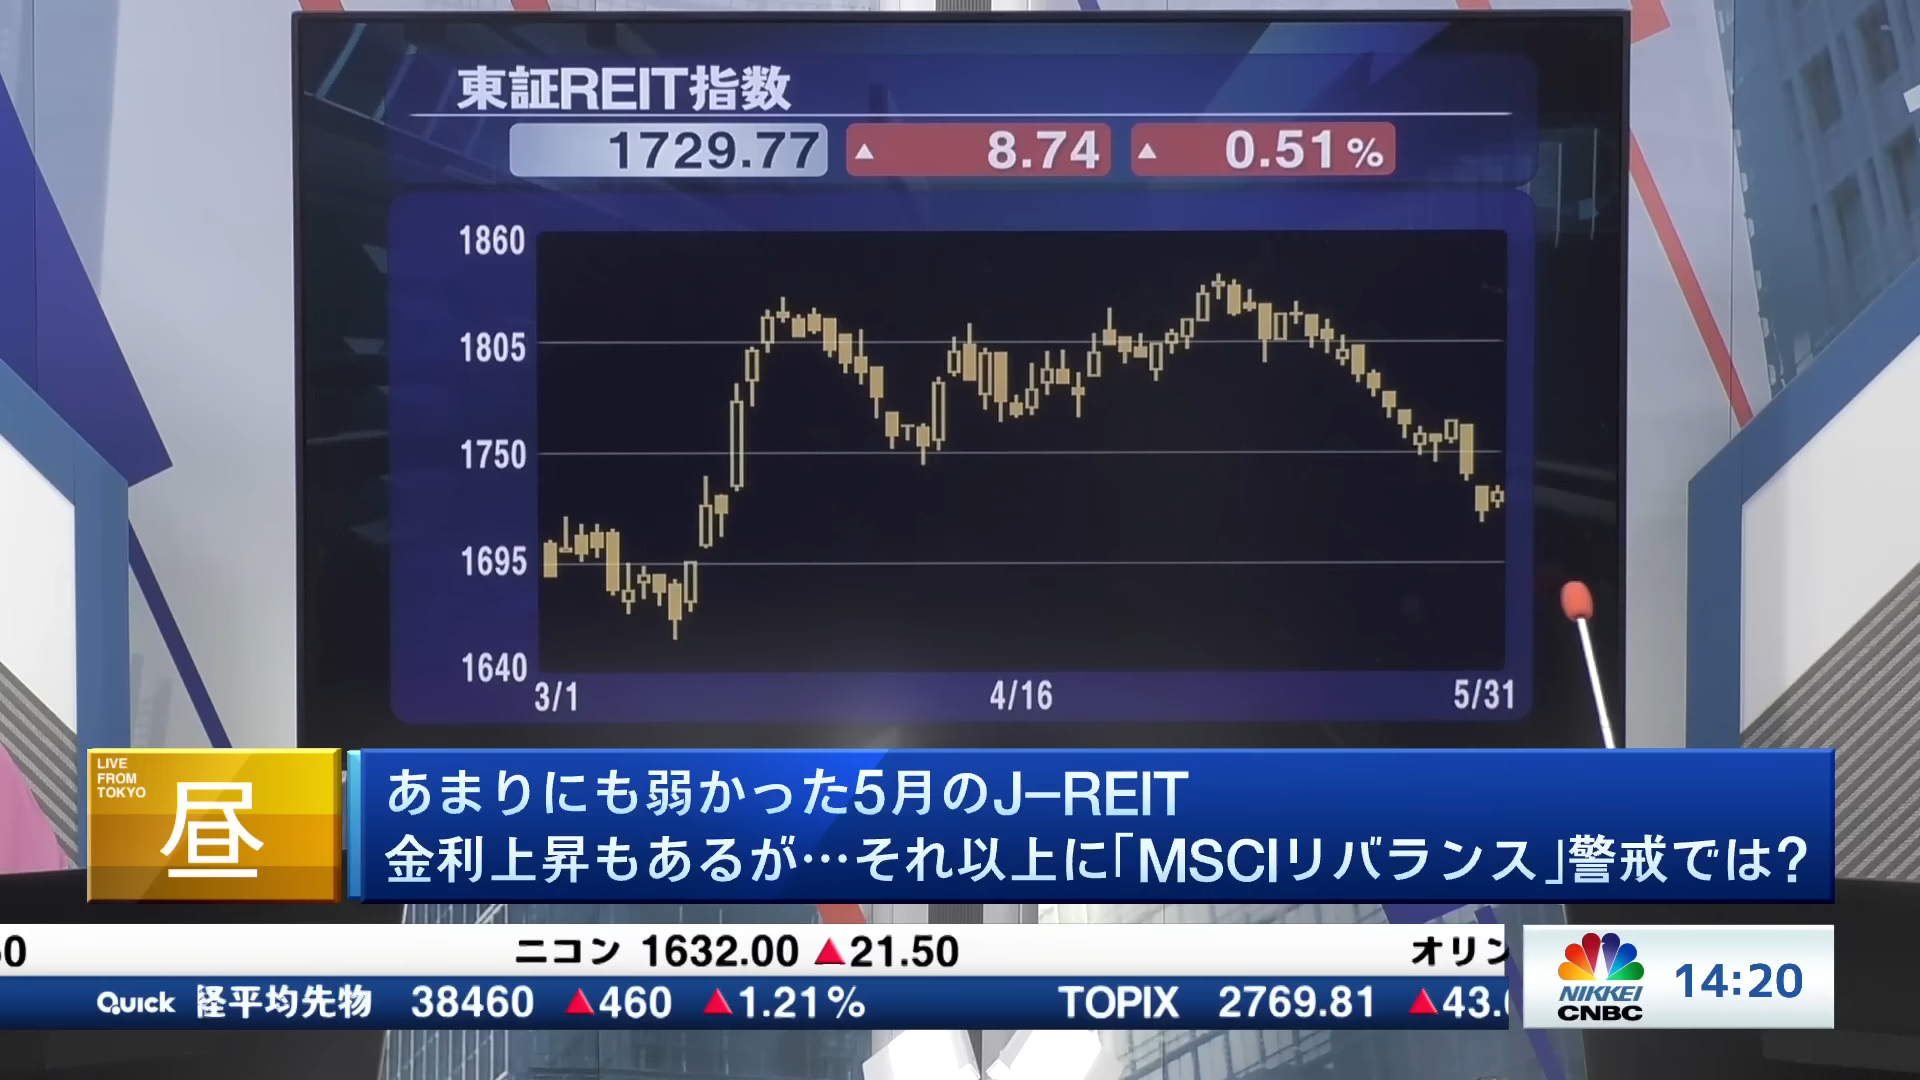 東証REIT指数
1729.77 ▲ 8.74 ▲ 0.51%
1860
1805
1750
1695
1640
3/1 4/16 5/31
LIVE
FROM
TOKYO
昼
あまりにも弱かった5月のJ-REIT
金利上昇もあるが…それ以上に「MSCIリバランス」警戒では?
ニコン 1632.00 ▲21.50
QUICK 平均先物 38460 ▲460 ▲1.21% TOPIX 2769.81 ▲43.
NIKKEI
CNBC
14:20